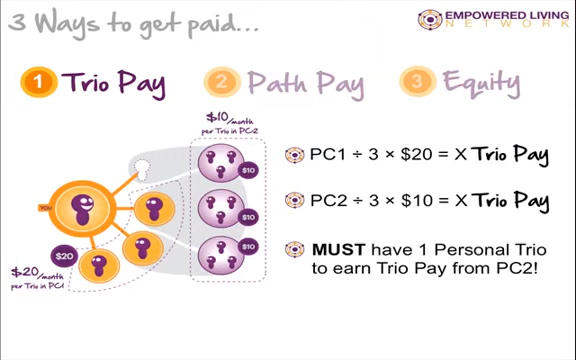 3 Ways to get paid...
EMPOWERED LIVING
NETWORK
1 Trio Pay
2 Path Pay
3 Equity
$10/month
per Trio in PC2
$10
$10
$10
YOU
$20
$20/month
per Trio in PC1
PC1 ÷ 3 × $20 = X Trio Pay
PC2 ÷ 3 × $10 = X Trio Pay
MUST have 1 Personal Trio
to earn Trio Pay from PC2!